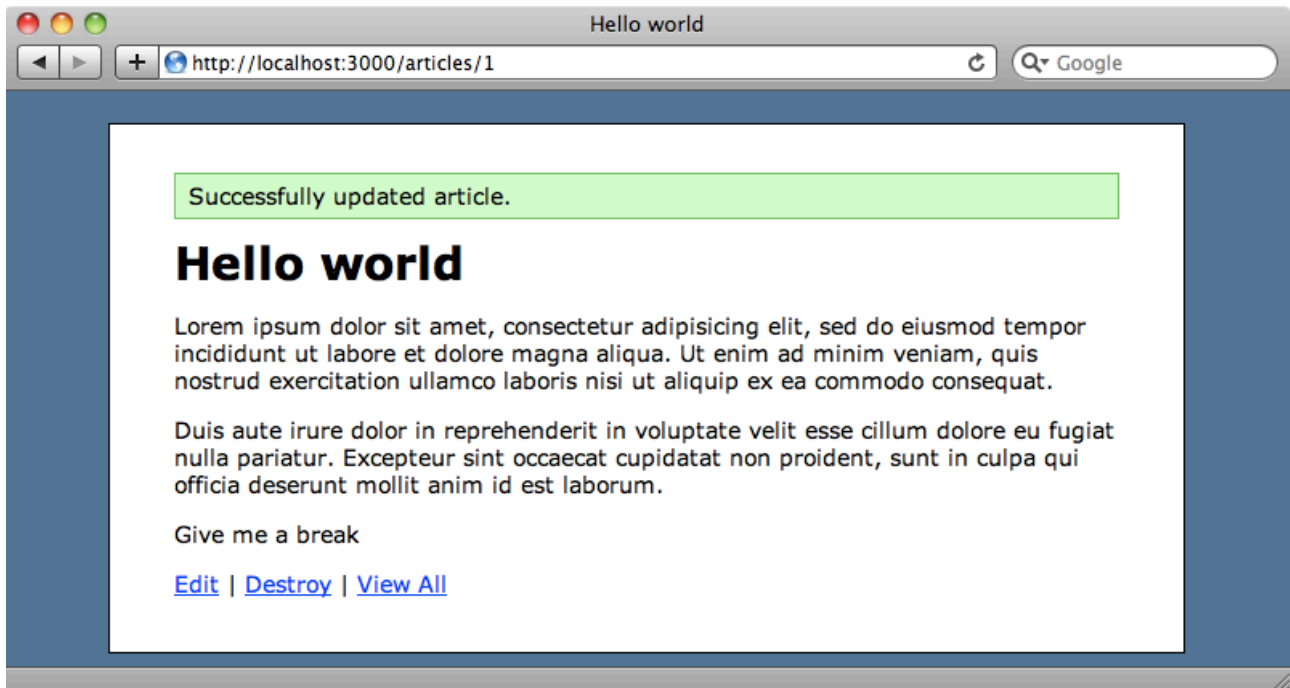 Hello world
http://localhost:3000/articles/1
Google
Successfully updated article.
Hello world
Lorem ipsum dolor sit amet, consectetur adipisicing elit, sed do eiusmod tempor
incididunt ut labore et dolore magna aliqua. Ut enim ad minim veniam, quis
nostrud exercitation ullamco laboris nisi ut aliquip ex ea commodo consequat.
Duis aute irure dolor in reprehenderit in voluptate velit esse cillum dolore eu fugiat
nulla pariatur. Excepteur sint occaecat cupidatat non proident, sunt in culpa qui
officia deserunt mollit anim id est laborum.
Give me a break
Edit | Destroy | View All